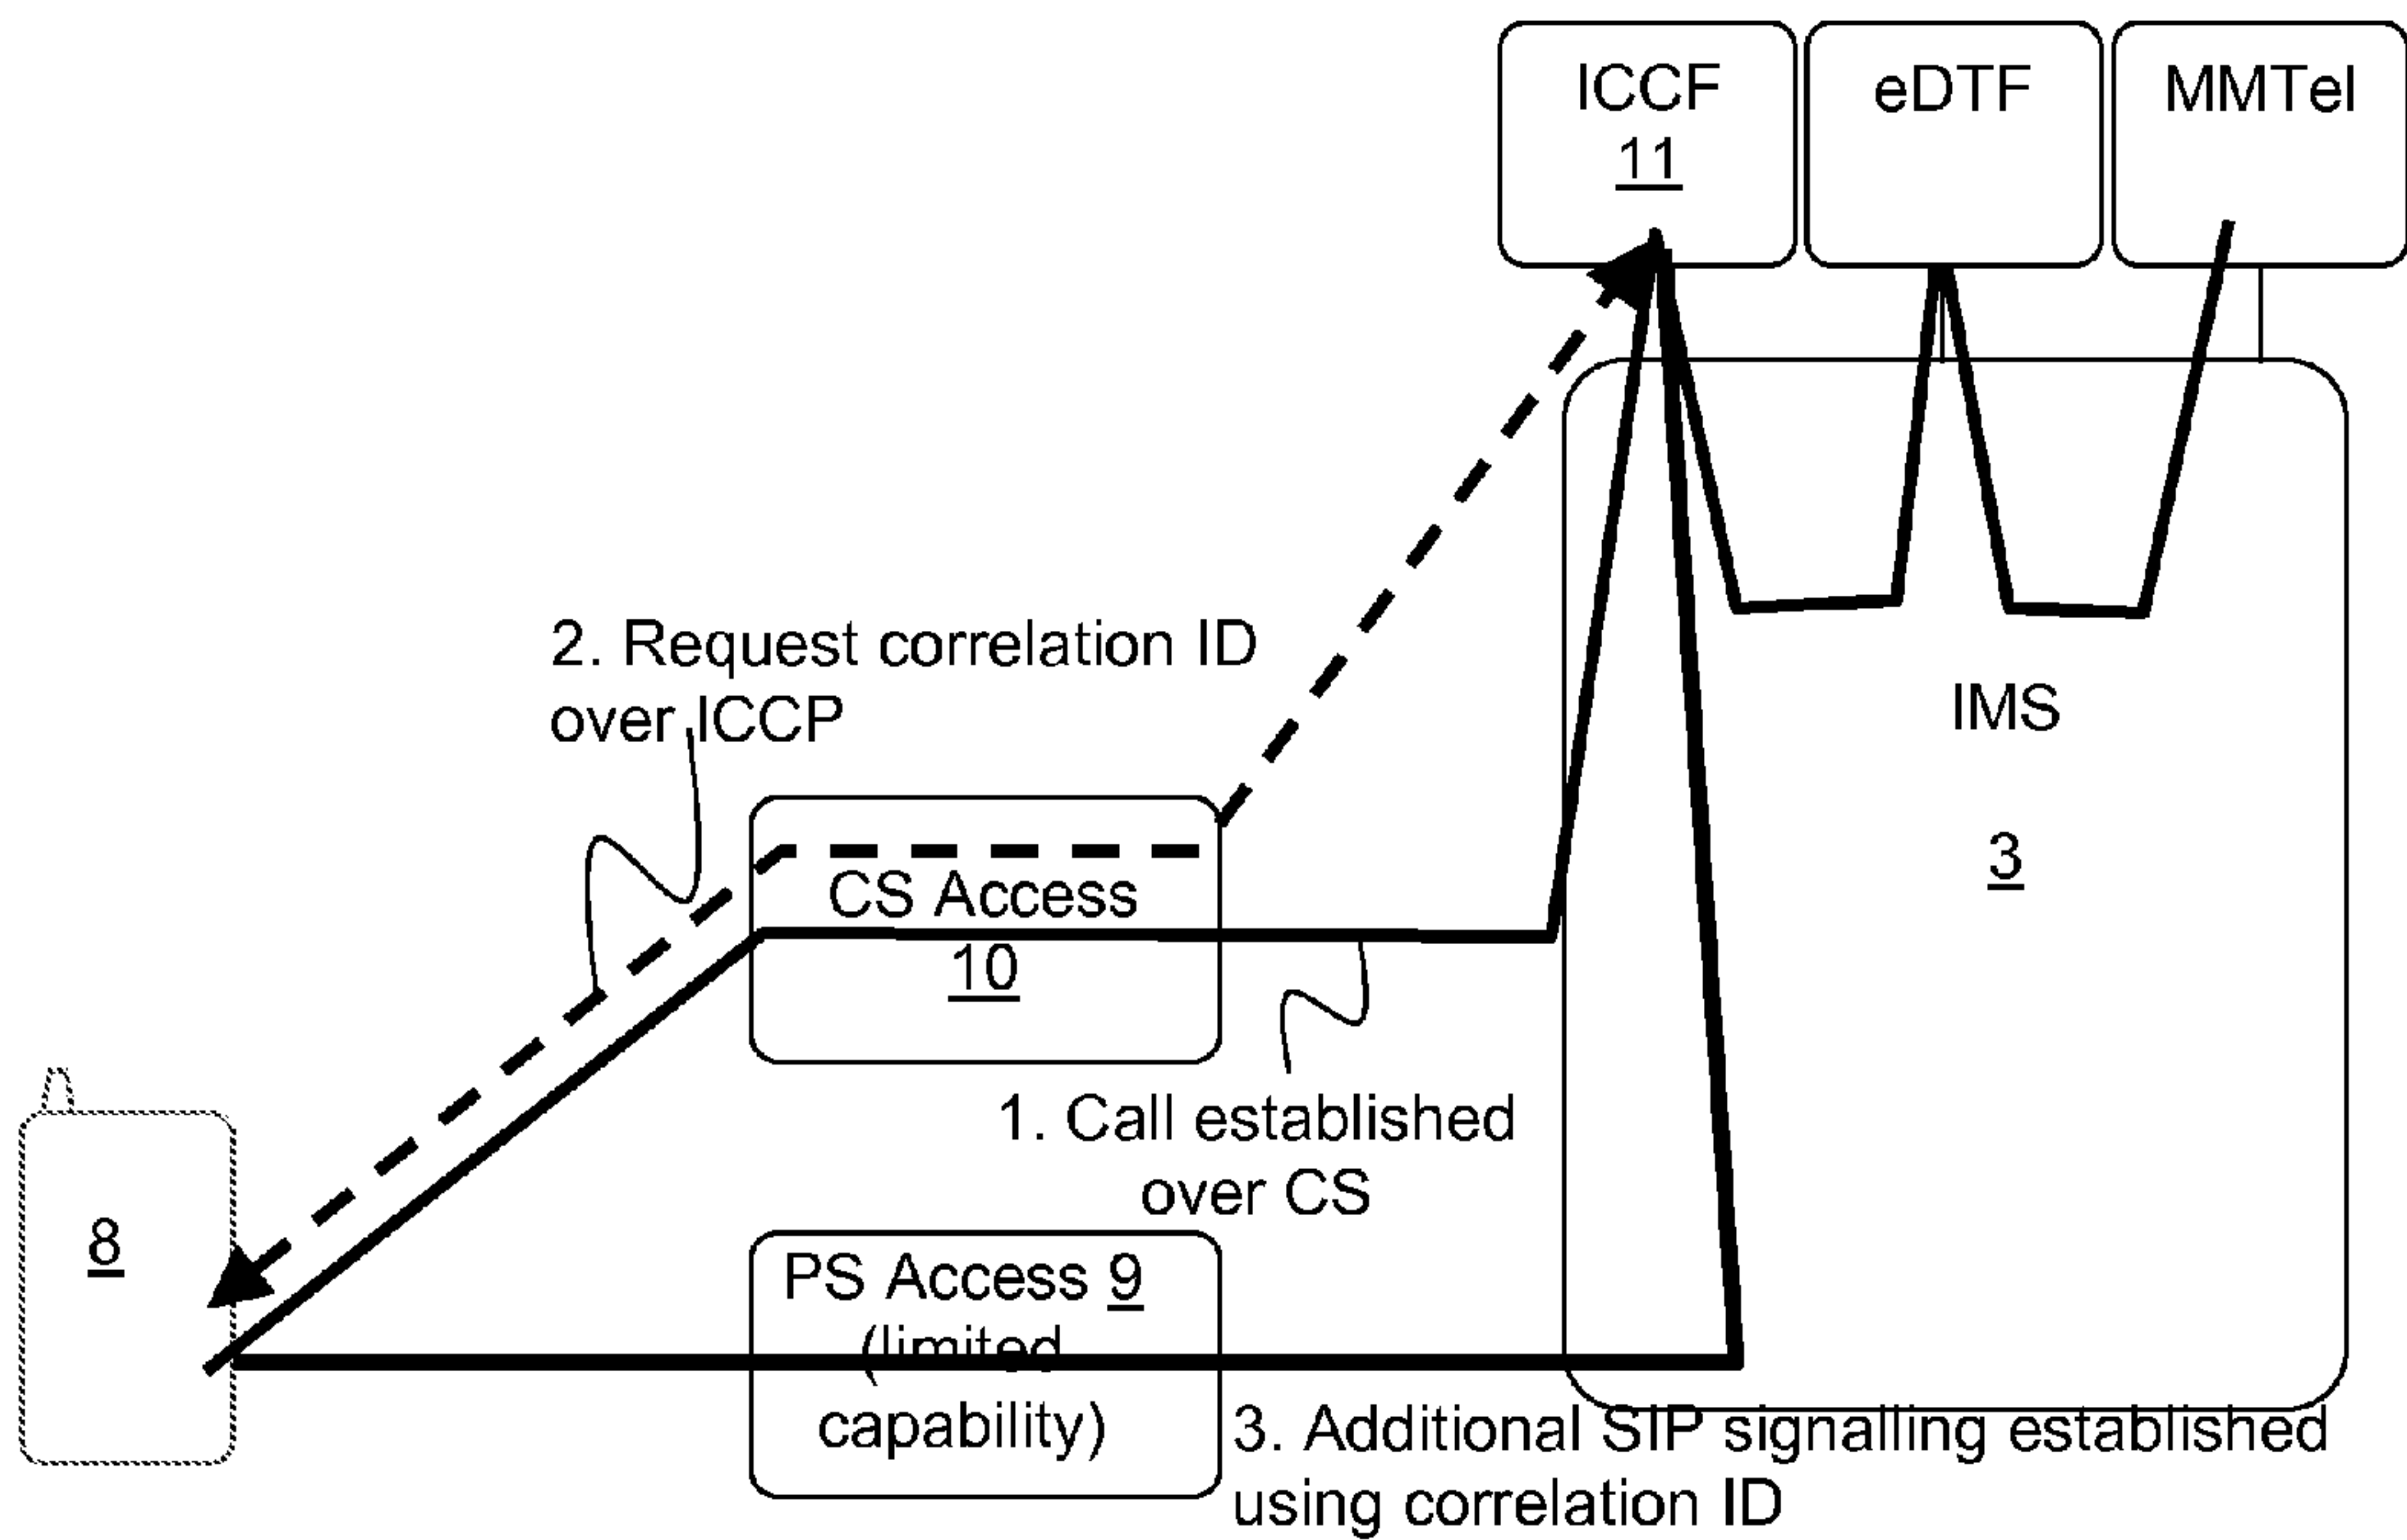 ICCF
11
eDTF
MMTel
2. Request correlation ID
over ICCP
IMS
3
CS Access
10
1. Call established
over CS
8
PS Access 9
(limited
capability)
3. Additional SIP signalling established
using correlation ID